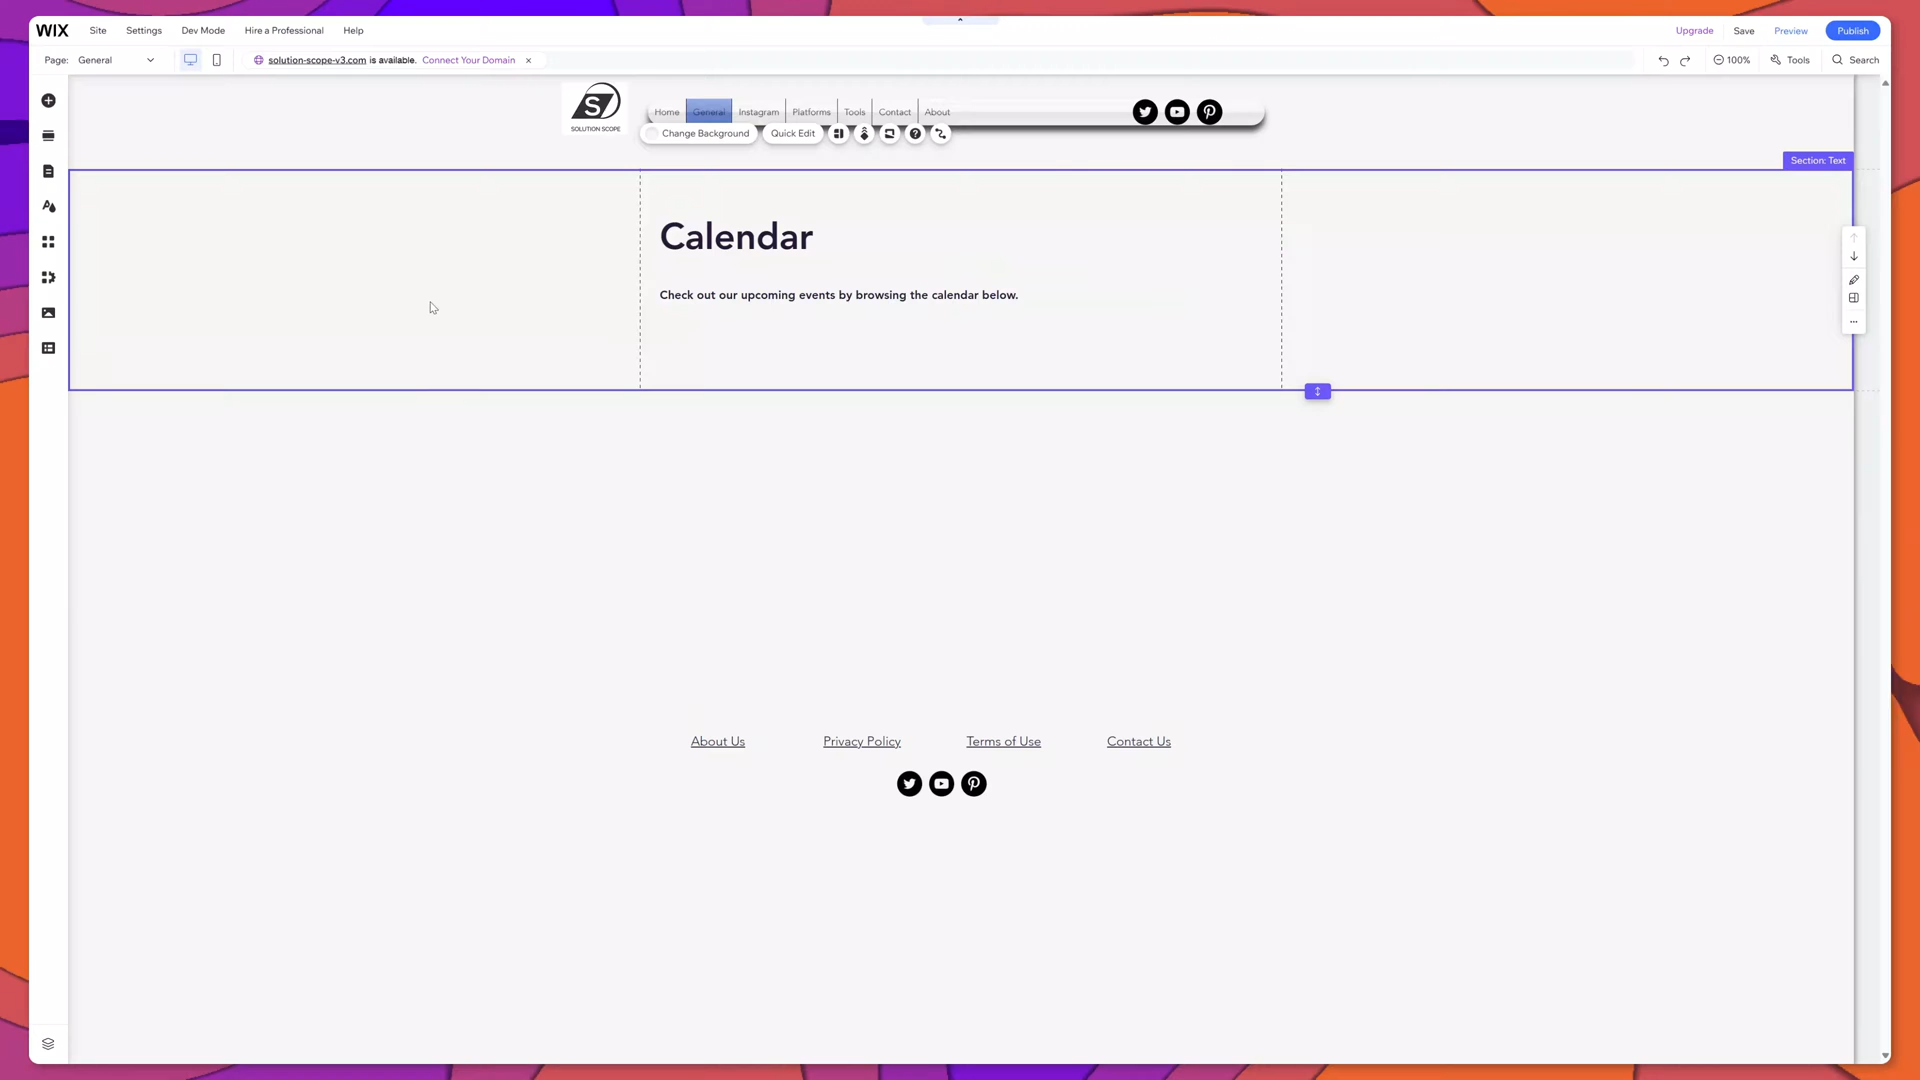 WIX Site Settings Dev Mode Hire a Professional Help Upgrade Save Preview Publish
Page: General solution-scope-v3.com is available. Connect Your Domain 100% Tools Search
S
SOLUTION SCOPE
Home General Instagram Platforms Tools Contact About
Change Background Quick Edit
Section: Text
Calendar
Check out our upcoming events by browsing the calendar below.
About Us Privacy Policy Terms of Use Contact Us